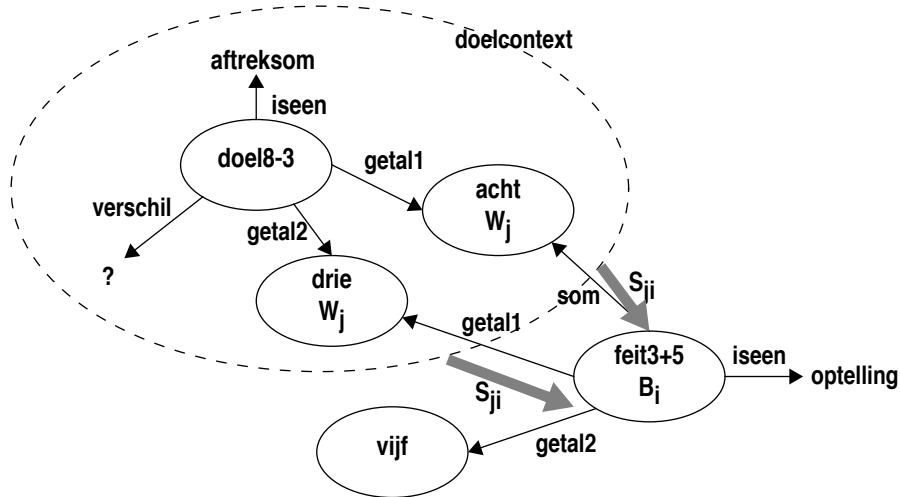 doelcontext
aftreksom
iseen
doel8-3
getal1
acht
Wj
verschil
getal2
?
drie
Wj
som
Sji
getal1
feit3+5
Bi
iseen
optelling
Sji
getal2
vijf